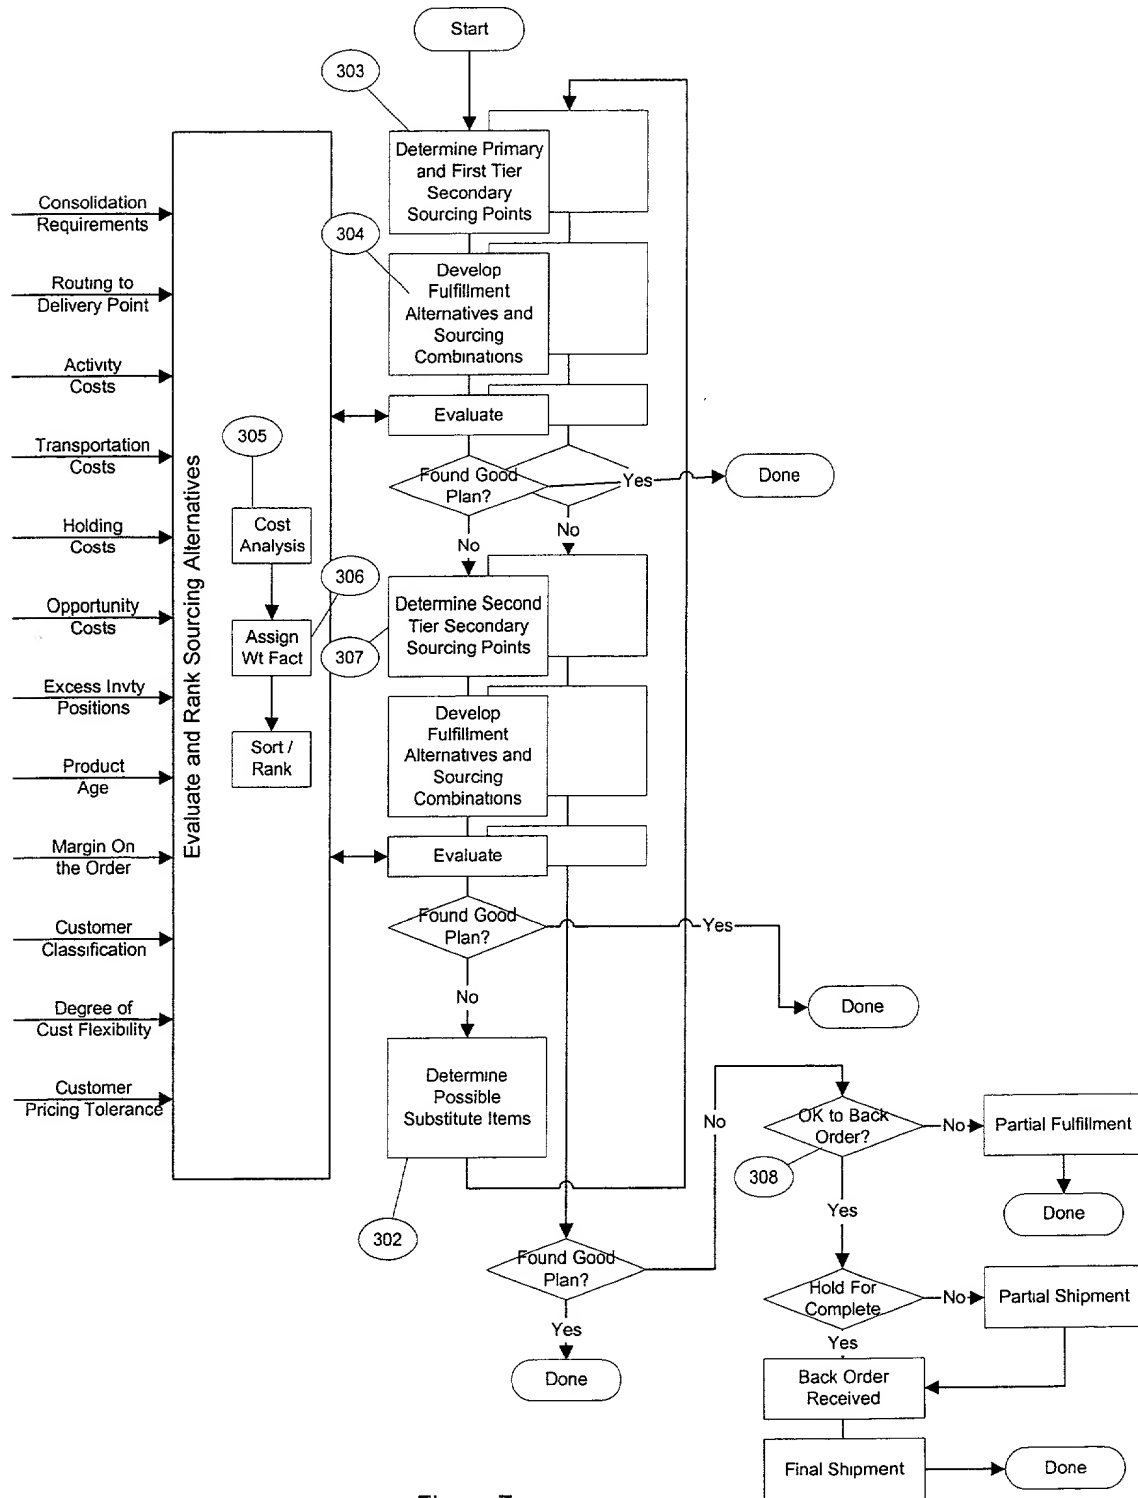 Start
303
Determine Primary
and First Tier
Secondary
Sourcing Points
304
Develop
Fulfillment
Alternatives and
Sourcing
Combinations
Evaluate
Found Good
Plan?
Yes
Done
No
No
Consolidation
Requirements
Routing to
Delivery Point
Activity
Costs
Transportation
Costs
Holding
Costs
Opportunity
Costs
Excess Invty
Positions
Product
Age
Margin On
the Order
Customer
Classification
Degree of
Cust Flexibility
Customer
Pricing Tolerance
Evaluate and Rank Sourcing Alternatives
305
Cost
Analysis
306
Assign
Wt Fact
Sort /
Rank
307
Determine Second
Tier Secondary
Sourcing Points
Develop
Fulfillment
Alternatives and
Sourcing
Combinations
Evaluate
Found Good
Plan?
Yes
Done
No
Determine
Possible
Substitute Items
302
Found Good
Plan?
Yes
Done
No
OK to Back
Order?
308
No
Partial Fulfillment
Done
Yes
Hold For
Complete
No
Partial Shipment
Yes
Back Order
Received
Final Shipment
Done